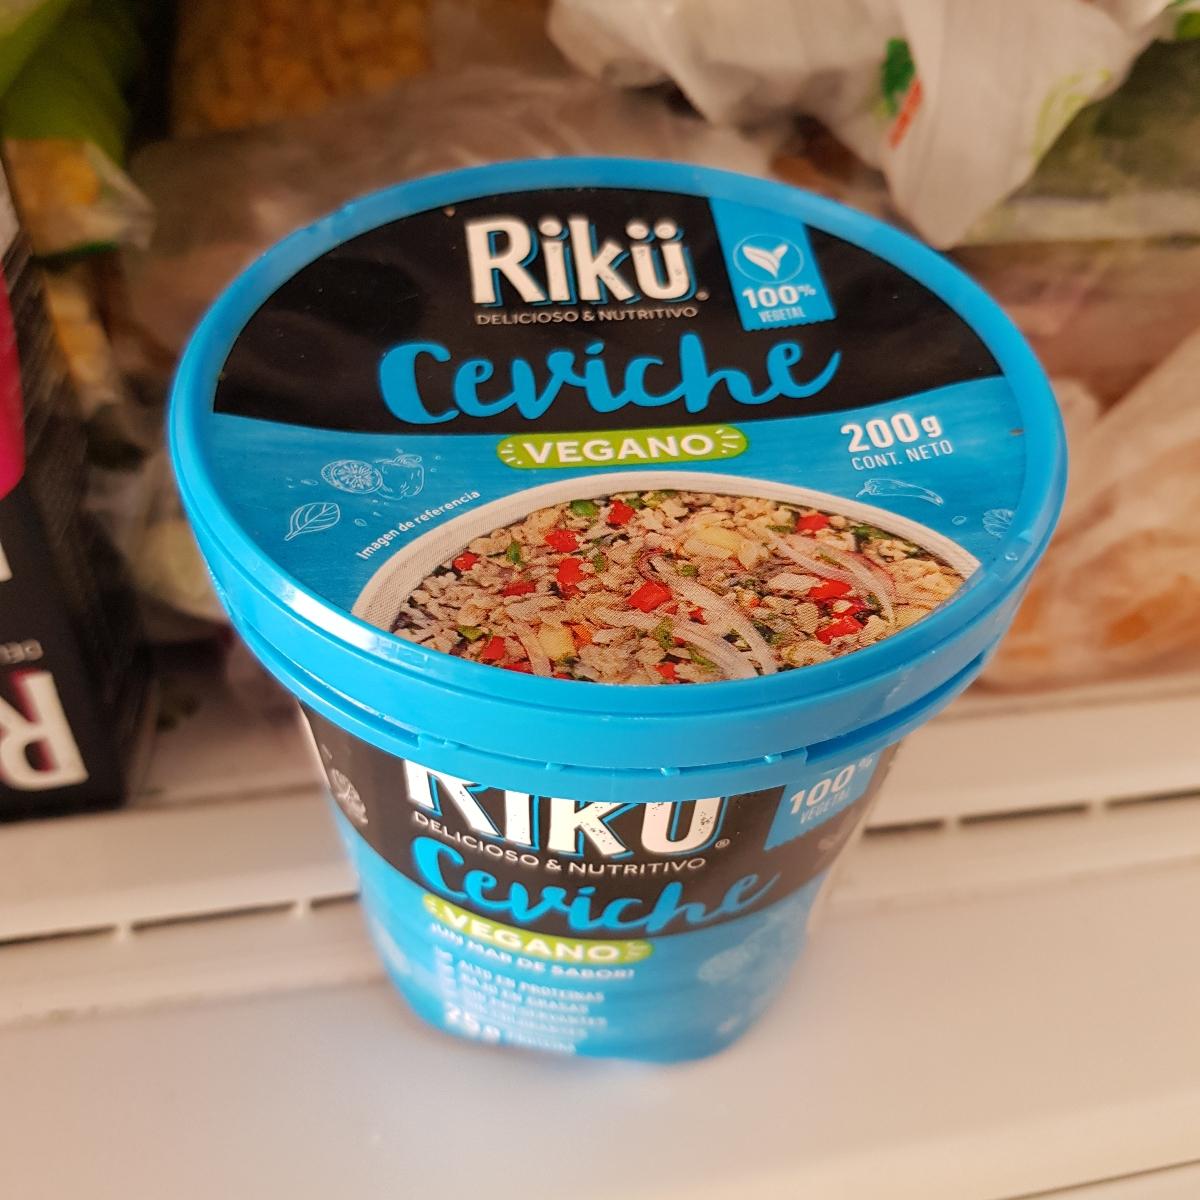 Rikü
DELICIOSO & NUTRITIVO
100%
VEGETAL
Ceviche
VEGANO
200g
CONT. NETO
Imagen de referencia
RIKÜ
DELICIOSO & NUTRITIVO
100%
VEGETAL
Ceviche
VEGANO
¡UN MAR DE SABOR!
ALTO EN PROTEINAS
BAJO EN GRASAS
25g